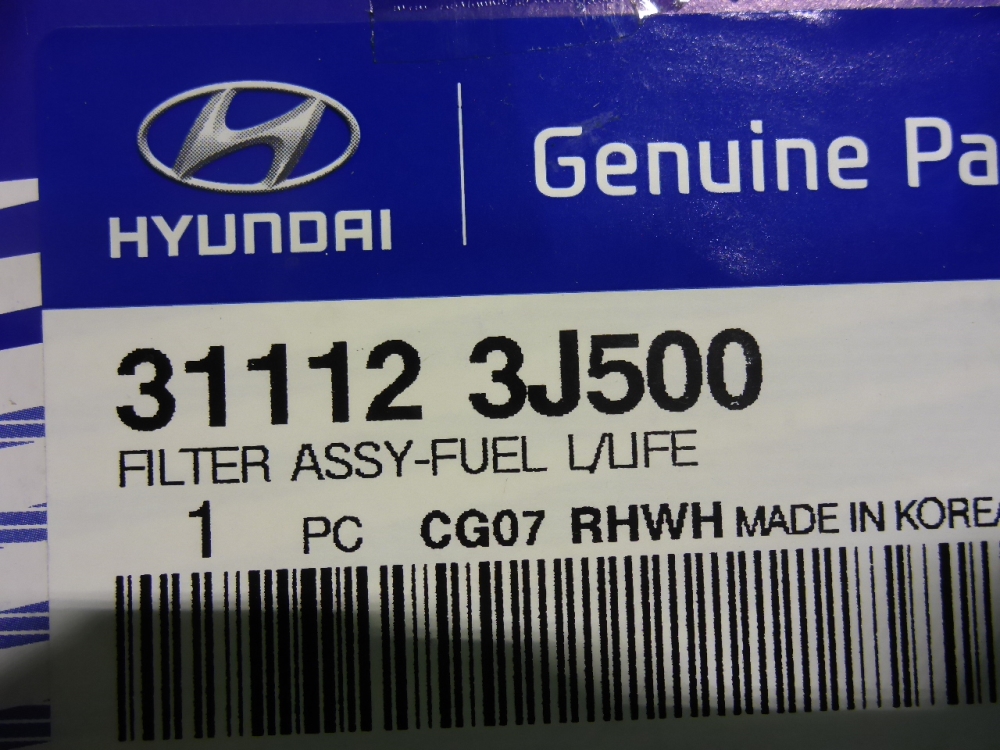 HYUNDAI
Genuine Pa
31112 3J500
FILTER ASSY-FUEL L/LIFE
1 PC CG07 RHWH MADE IN KOREA